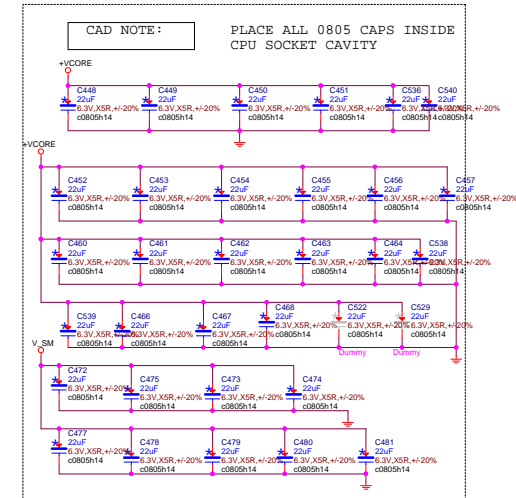 CAD NOTE: PLACE ALL 0805 CAPS INSIDE
CPU SOCKET CAVITY
+VCORE
C448 C449 C450 C451 C536 C540
22uF 22uF 22uF 22uF 22uF 22uF
6.3V,X5R,+/-20% 6.3V,X5R,+/-20% 6.3V,X5R,+/-20% 6.3V,X5R,+/-20% 6.3V,X5R,+/-20% 6.3V,X5R,+/-20%
c0805h14 c0805h14 c0805h14 c0805h14 c0805h14 c0805h14
+VCORE
C452 C453 C454 C455 C456 C457
22uF 22uF 22uF 22uF 22uF 22uF
6.3V,X5R,+/-20% 6.3V,X5R,+/-20% 6.3V,X5R,+/-20% 6.3V,X5R,+/-20% 6.3V,X5R,+/-20% 6.3V,X5R,+/-20%
c0805h14 c0805h14 c0805h14 c0805h14 c0805h14 c0805h14
C460 C461 C462 C463 C464 C538
22uF 22uF 22uF 22uF 22uF 22uF
6.3V,X5R,+/-20% 6.3V,X5R,+/-20% 6.3V,X5R,+/-20% 6.3V,X5R,+/-20% 6.3V,X5R,+/-20% 6.3V,X5R,+/-20%
c0805h14 c0805h14 c0805h14 c0805h14 c0805h14 c0805h14
C539 C466 C467 C468 C522 C529
22uF 22uF 22uF 22uF 22uF 22uF
6.3V,X5R,+/-20% 6.3V,X5R,+/-20% 6.3V,X5R,+/-20% 6.3V,X5R,+/-20% 6.3V,X5R,+/-20% 6.3V,X5R,+/-20%
c0805h14 c0805h14 c0805h14 c0805h14 c0805h14 c0805h14
Dummy Dummy
V_SM
C472 C475 C473 C474
22uF 22uF 22uF 22uF
6.3V,X5R,+/-20% 6.3V,X5R,+/-20% 6.3V,X5R,+/-20% 6.3V,X5R,+/-20%
c0805h14 c0805h14 c0805h14 c0805h14
C477 C478 C479 C480 C481
22uF 22uF 22uF 22uF 22uF
6.3V,X5R,+/-20% 6.3V,X5R,+/-20% 6.3V,X5R,+/-20% 6.3V,X5R,+/-20% 6.3V,X5R,+/-20%
c0805h14 c0805h14 c0805h14 c0805h14 c0805h14